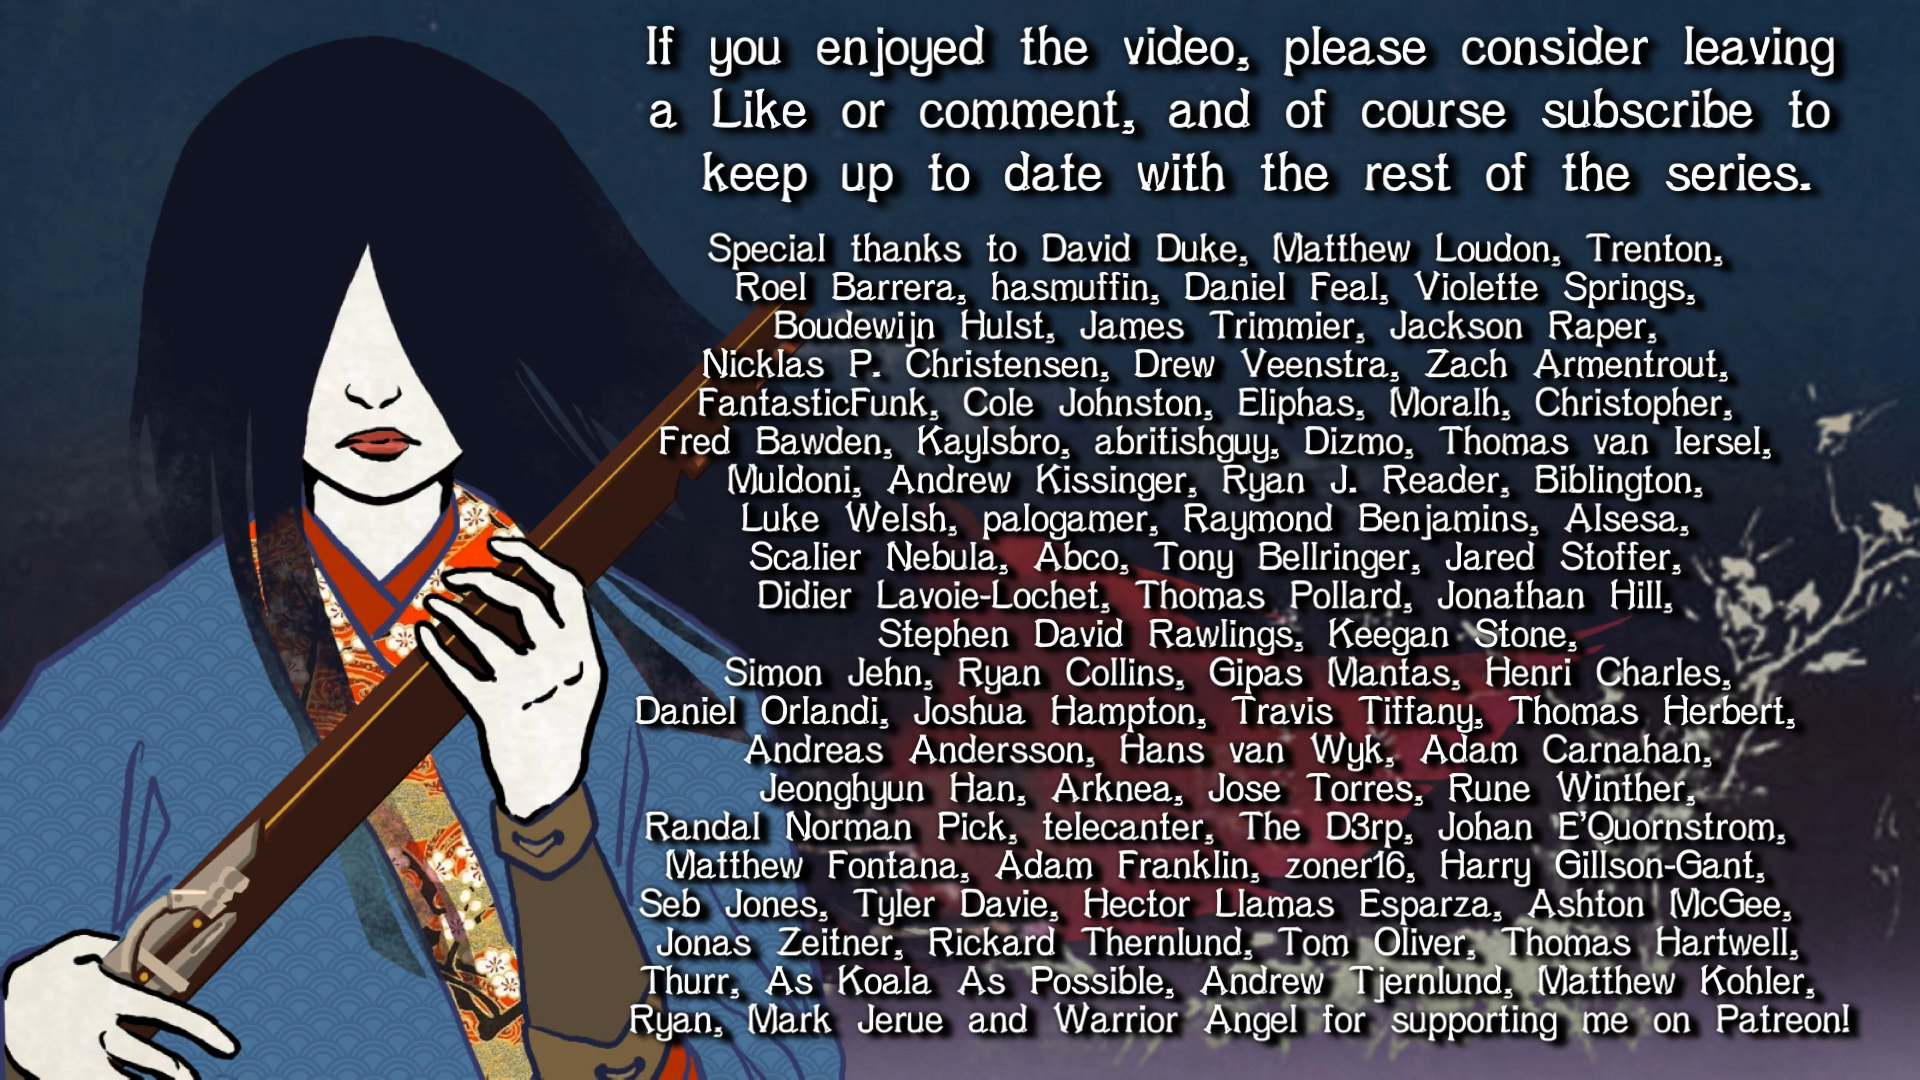 If you enjoyed the video, please consider leaving
a Like or comment, and of course subscribe to
keep up to date with the rest of the series.
Special thanks to David Duke, Matthew Loudon, Trenton,
Roel Barrera, hasmuffin, Daniel Feal, Violette Springs,
Boudewijn Hulst, James Trimmier, Jackson Raper,
Nicklas P. Christensen, Drew Veenstra, Zach Armentrout,
FantasticFunk, Cole Johnston, Eliphas, Moralh, Christopher,
Fred Bawden, Kaylsbro, abritishguy, Dizmo, Thomas van Iersel,
Muldoni, Andrew Kissinger, Ryan J. Reader, Biblington,
Luke Welsh, palogamer, Raymond Benjamins, Alsesa,
Scalier Nebula, Abco, Tony Bellringer, Jared Stoffer,
Didier Lavoie-Lochet, Thomas Pollard, Jonathan Hill,
Stephen David Rawlings, Keegan Stone,
Simon Jehn, Ryan Collins, Gipas Mantas, Henri Charles,
Daniel Orlandi, Joshua Hampton, Travis Tiffany, Thomas Herbert,
Andreas Andersson, Hans van Wyk, Adam Carnahan,
Jeonghyun Han, Arknea, Jose Torres, Rune Winther,
Randal Norman Pick, telecanter, The D3rp, Johan E'Quornstrom,
Matthew Fontana, Adam Franklin, zoner16, Harry Gillson-Gant,
Seb Jones, Tyler Davie, Hector Llamas Esparza, Ashton McGee,
Jonas Zeitner, Rickard Thernlund, Tom Oliver, Thomas Hartwell,
Thurr, As Koala As Possible, Andrew Tjernlund, Matthew Kohler,
Ryan, Mark Jerue and Warrior Angel for supporting me on Patreon!